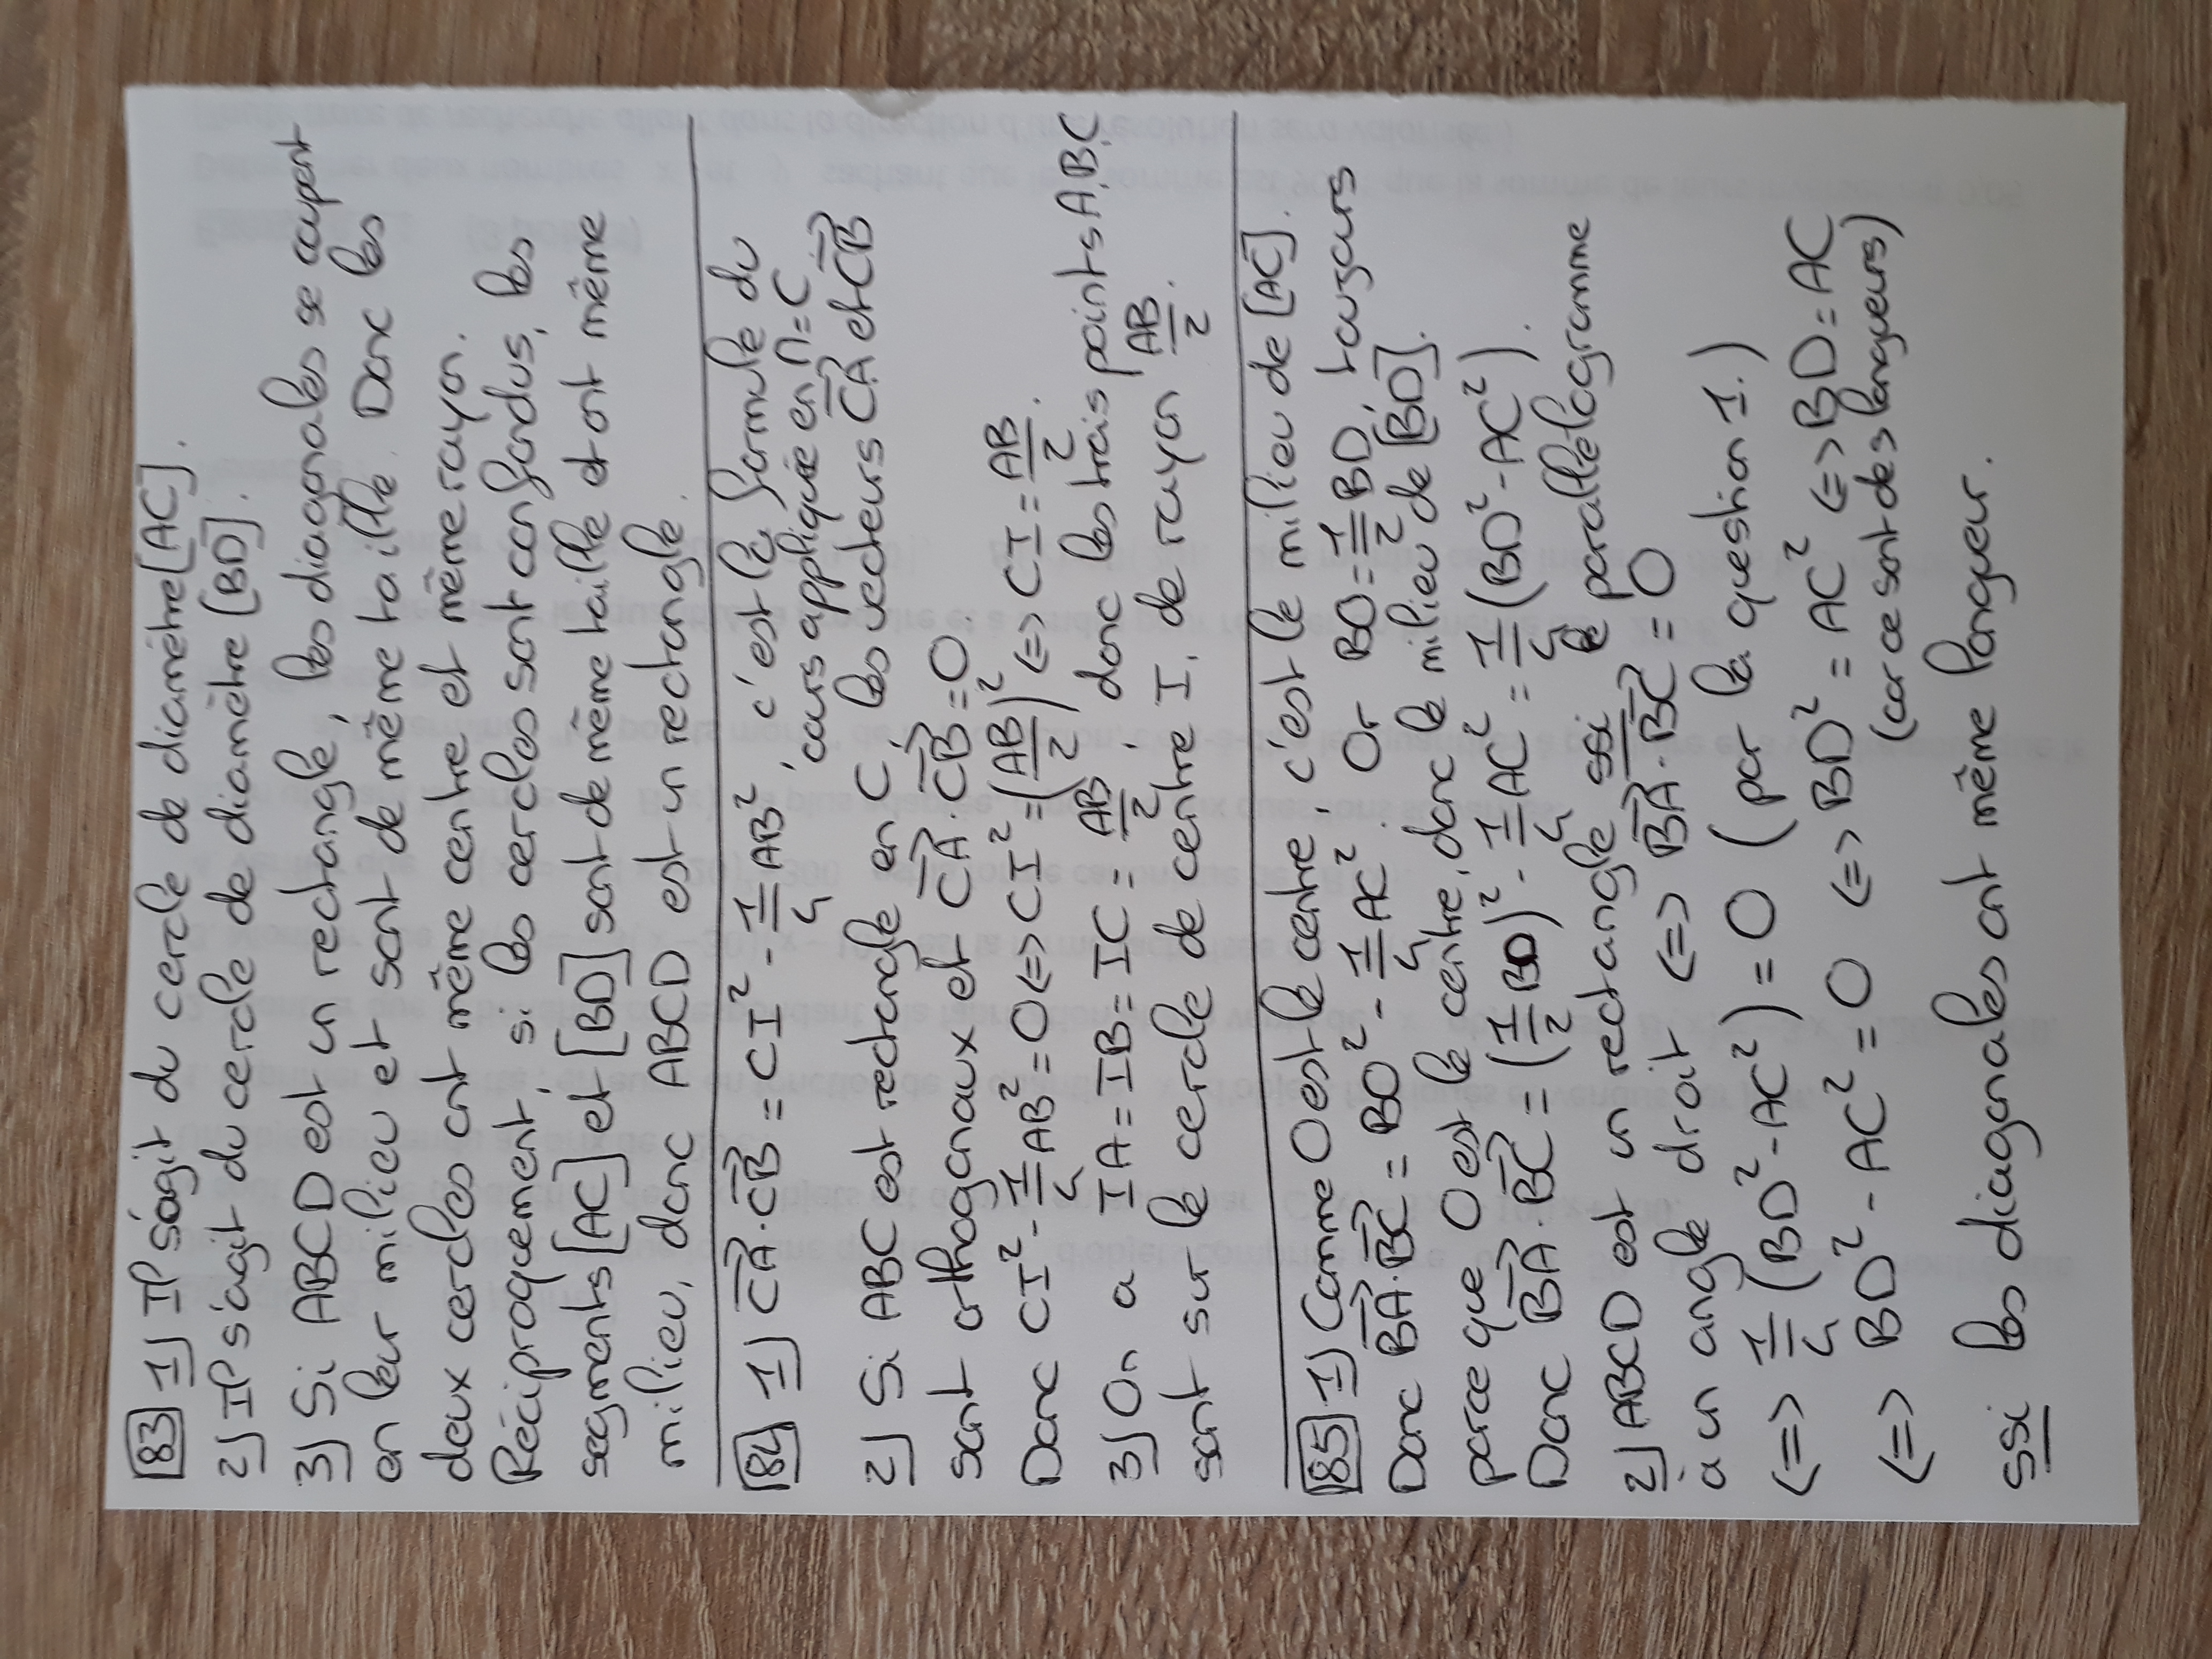 83 1) Il s'agit du cercle de diamètre [AC].
2) Il s'agit du cercle de diamètre [BD].
3) Si ABCD est un rectangle, les diagonales se coupent
en leur milieu et sont de même taille. Donc les
deux cercles ont même centre et même rayon.
Réciproquement, si les cercles sont confondus, les
segments [AC] et [BD] sont de même taille et ont même
milieu, donc ABCD est un rectangle.
84 1) $\overrightarrow{CA}\cdot\overrightarrow{CB} = CI^2 - \frac{1}{4}AB^2$, c'est la formule du
cours appliquée en M=C.
2) Si ABC est rectangle en C, les vecteurs $\overrightarrow{CA}$ et $\overrightarrow{CB}$
sont orthogonaux et $\overrightarrow{CA}\cdot\overrightarrow{CB} = 0$.
Donc $CI^2 - \frac{1}{4}AB^2 = 0 \Leftrightarrow CI^2 = \left(\frac{AB}{2}\right)^2 \Leftrightarrow CI = \frac{AB}{2}$.
3) On a $IA = IB = IC = \frac{AB}{2}$, donc les trois points A,B,C
sont sur le cercle de centre I, de rayon $\frac{AB}{2}$.
85 1) Comme O est le centre, c'est le milieu de [AC].
Donc $\overrightarrow{BA}\cdot\overrightarrow{BC} = BO^2 - \frac{1}{4}AC^2$. Or $BO = \frac{1}{2}BD$, toujours
parce que O est le centre, donc le milieu de [BD].
Donc $\overrightarrow{BA}\cdot\overrightarrow{BC} = \left(\frac{1}{2}BD\right)^2 - \frac{1}{4}AC^2 = \frac{1}{4}(BD^2 - AC^2)$.
2) ABCD est un rectangle ssi le parallélogramme
à un angle droit $\Leftrightarrow \overrightarrow{BA}\cdot\overrightarrow{BC} = 0$
$\Leftrightarrow \frac{1}{4}(BD^2 - AC^2) = 0$ (par la question 1.)
$\Leftrightarrow BD^2 - AC^2 = 0 \Leftrightarrow BD^2 = AC^2 \Leftrightarrow BD = AC$
(car ce sont des longueurs)
ssi les diagonales ont même longueur.